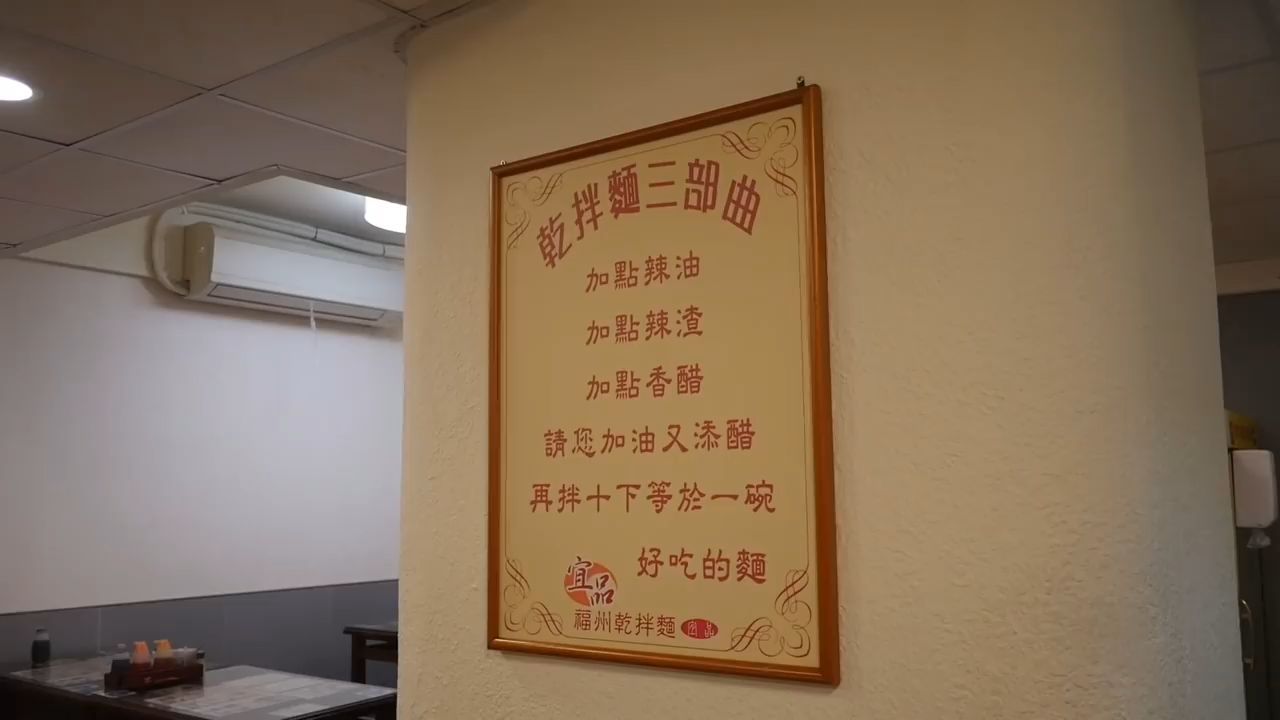 乾拌麵三部曲
加點辣油
加點辣渣
加點香醋
請您加油又添醋
再拌十下等於一碗
好吃的麵
宜品
福州乾拌麵
宜品